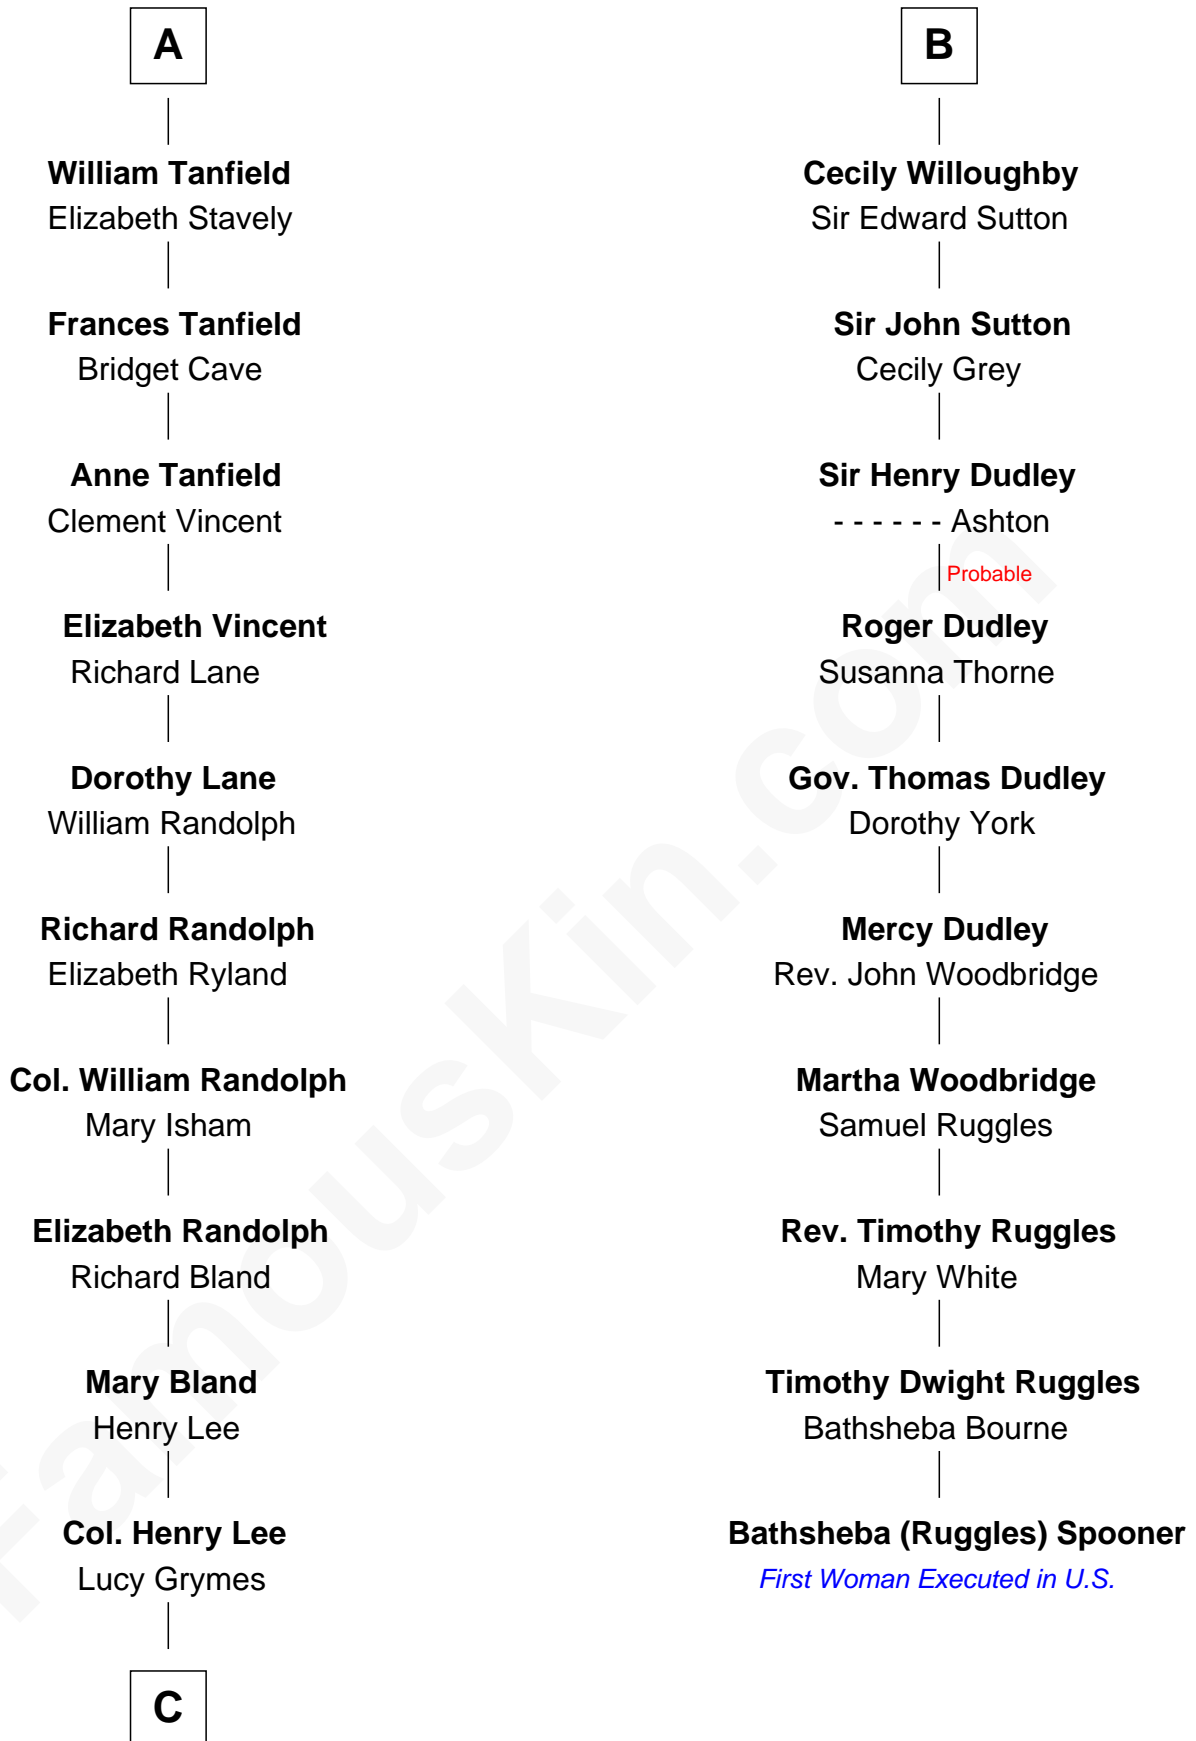 A
William Tanfield
Elizabeth Stavely
Frances Tanfield
Bridget Cave
Anne Tanfield
Clement Vincent
Elizabeth Vincent
Richard Lane
Dorothy Lane
William Randolph
Richard Randolph
Elizabeth Ryland
Col. William Randolph
Mary Isham
Elizabeth Randolph
Richard Bland
Mary Bland
Henry Lee
Col. Henry Lee
Lucy Grymes
C
B
Cecily Willoughby
Sir Edward Sutton
Sir John Sutton
Cecily Grey
Sir Henry Dudley
- - - - - - Ashton
Probable
Roger Dudley
Susanna Thorne
Gov. Thomas Dudley
Dorothy York
Mercy Dudley
Rev. John Woodbridge
Martha Woodbridge
Samuel Ruggles
Rev. Timothy Ruggles
Mary White
Timothy Dwight Ruggles
Bathsheba Bourne
Bathsheba (Ruggles) Spooner
First Woman Executed in U.S.
FamousKin.com